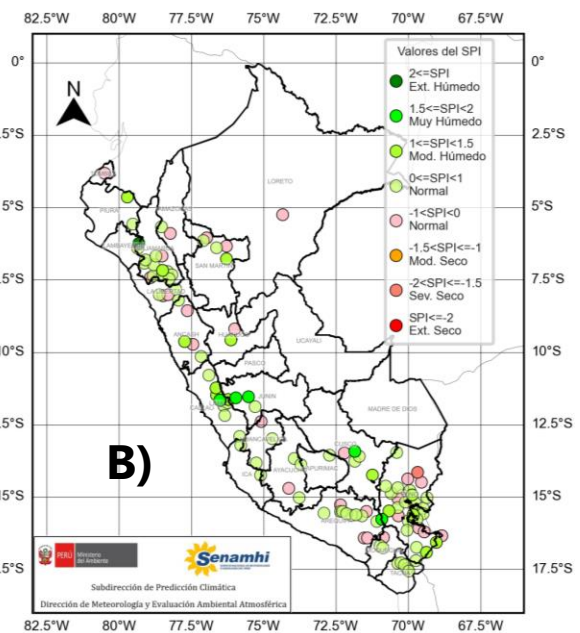 82.5°W 80°W 77.5°W 75°W 72.5°W 70°W 67.5°W
0° 0°
2.5°S 2.5°S
5°S 5°S
7.5°S 7.5°S
10°S 10°S
12.5°S 12.5°S
15°S 15°S
17.5°S 17.5°S
N
Valores del SPI
2<=SPI
Ext. Húmedo
1.5<=SPI<2
Muy Húmedo
1<=SPI<1.5
Mod. Húmedo
0<=SPI<1
Normal
-1<SPI<0
Normal
-1.5<SPI<=-1
Mod. Seco
-2<SPI<=-1.5
Sev. Seco
SPI<=-2
Ext. Seco
LORETO
PIURA
AMAZONAS
SAN MARTIN
ANCASH
UCAYALI
PASCO
JUNIN
MADRE DE DIOS
CUSCO
ICA
B)
PERÚ
Ministerio
del Ambiente
Senamhi
Subdirección de Predicción Climática
Dirección de Meteorología y Evaluación Ambiental Atmosférica
82.5°W 80°W 77.5°W 75°W 72.5°W 70°W 67.5°W